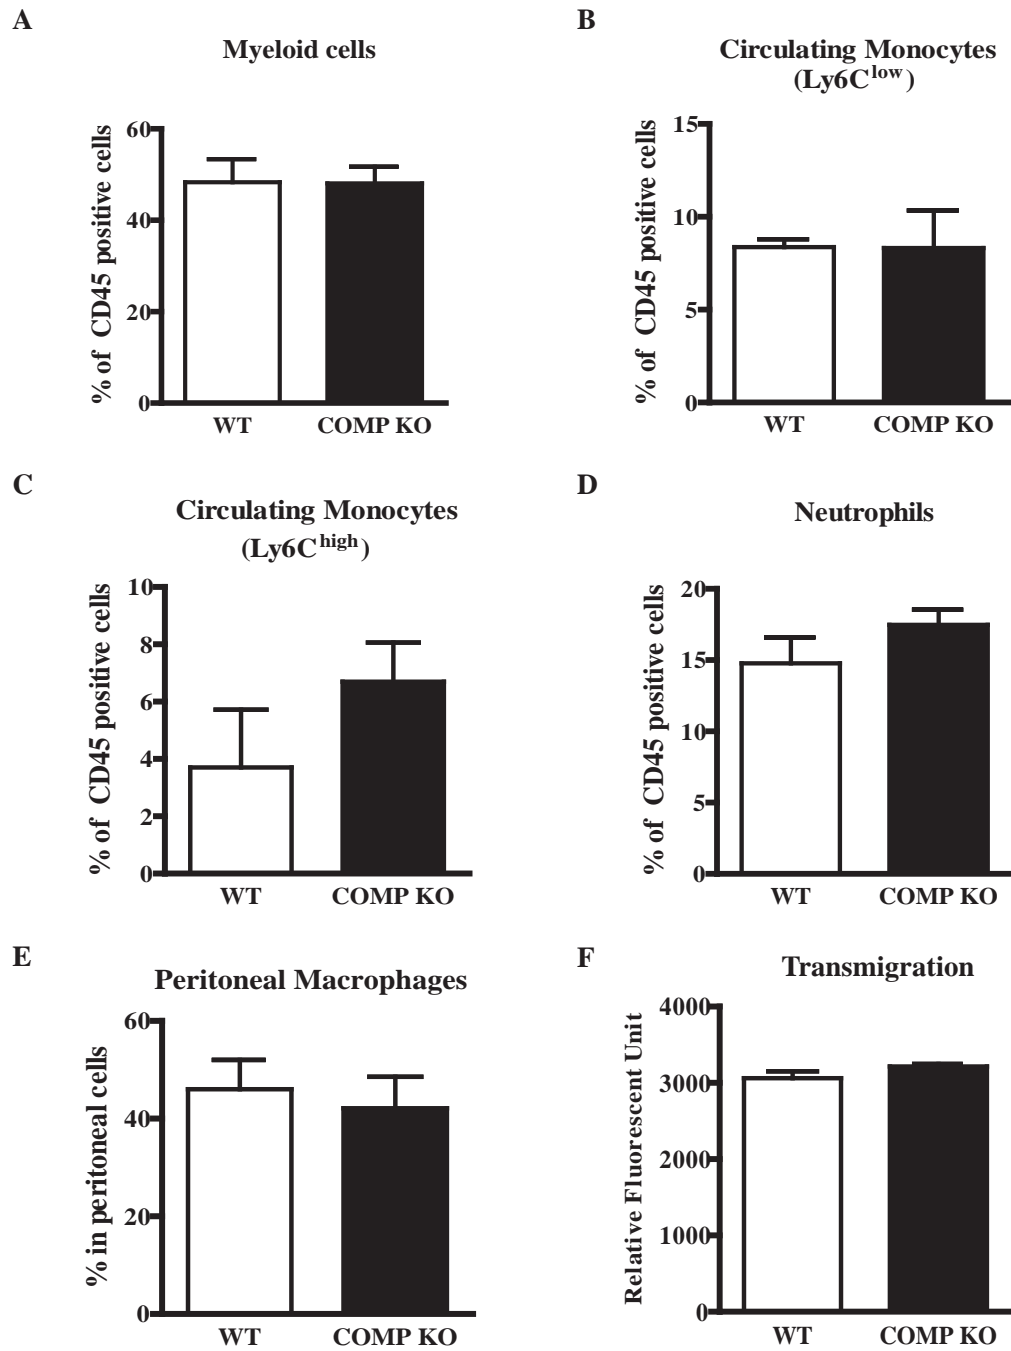 A
Myeloid cells
% of CD45 positive cells
60
40
20
0
WT COMP KO
B
Circulating Monocytes
(Ly6Clow)
% of CD45 positive cells
15
10
5
0
WT COMP KO
C
Circulating Monocytes
(Ly6Chigh)
% of CD45 positive cells
10
8
6
4
2
0
WT COMP KO
D
Neutrophils
% of CD45 positive cells
20
15
10
5
0
WT COMP KO
E
Peritoneal Macrophages
% in peritoneal cells
60
40
20
0
WT COMP KO
F
Transmigration
Relative Fluorescent Unit
4000
3000
2000
1000
0
WT COMP KO